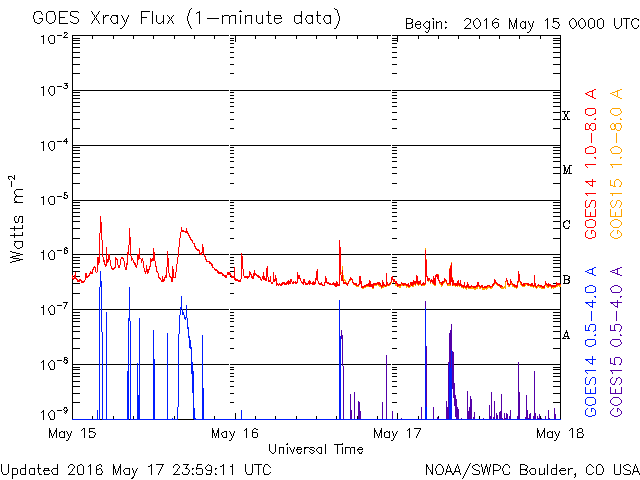 GOES Xray Flux (1-minute data)
Begin: 2016 May 15 0000 UTC
10⁻²
10⁻³
10⁻⁴
10⁻⁵
10⁻⁶
10⁻⁷
10⁻⁸
10⁻⁹
Watts m⁻²
X
M
C
B
A
GOES14 1.0-8.0 A
GOES15 1.0-8.0 A
GOES14 0.5-4.0 A
GOES15 0.5-4.0 A
May 15
May 16
May 17
May 18
Universal Time
Updated 2016 May 17 23:59:11 UTC
NOAA/SWPC Boulder, CO USA